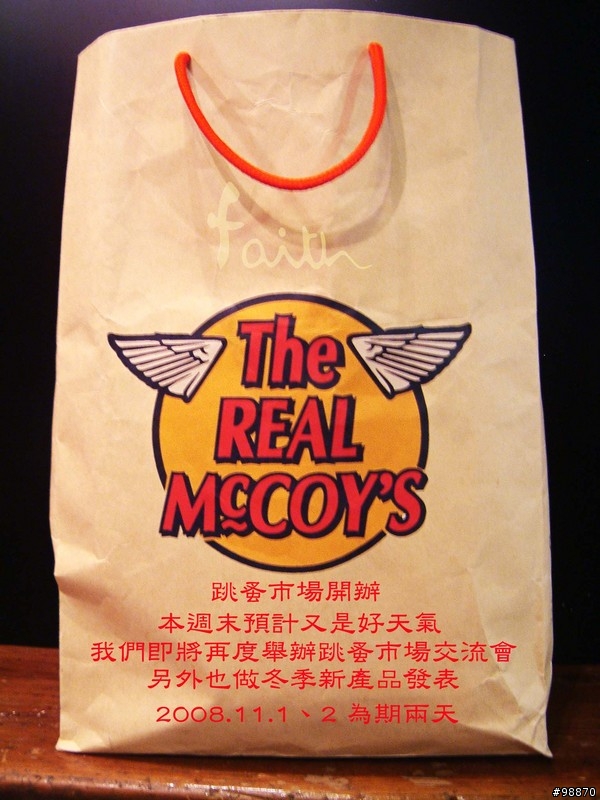 faith
The
REAL
McCOY'S
跳蚤市場開辦
本週末預計又是好天氣
我們即將再度舉辦跳蚤市場交流會
另外也做冬季新產品發表
2008.11.1、2 為期兩天
#98870